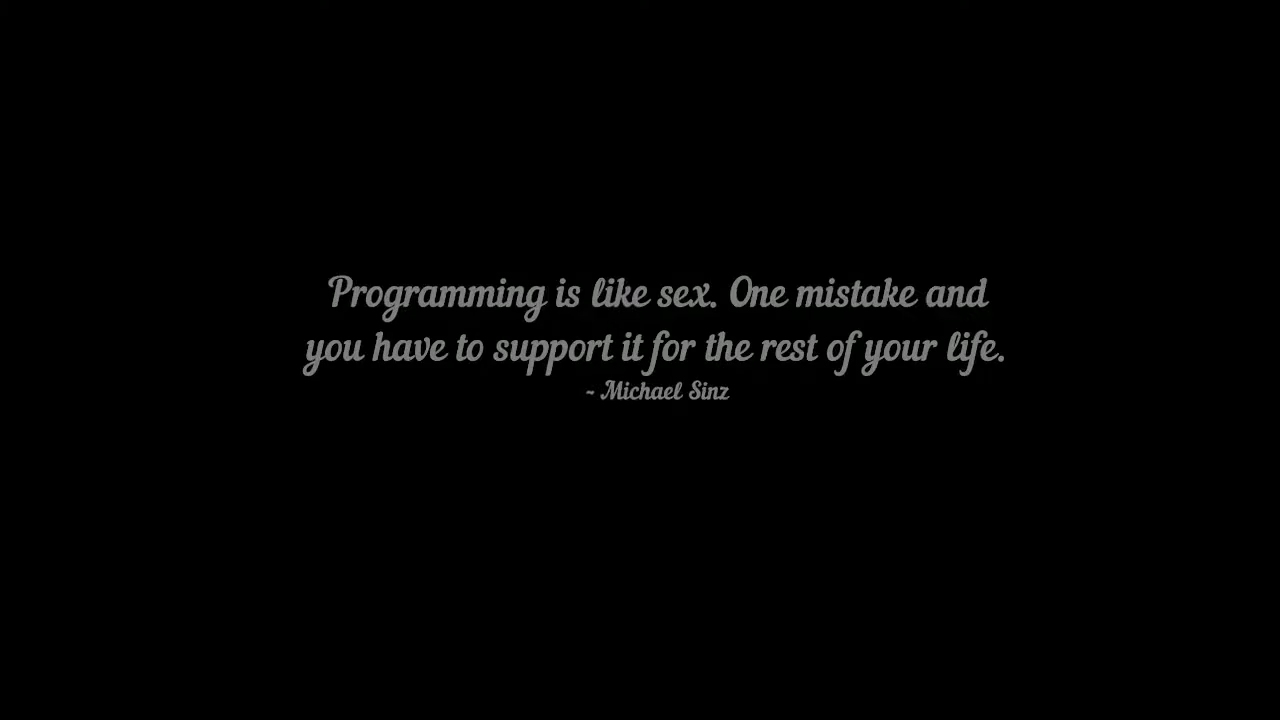 Programming is like sex. One mistake and
you have to support it for the rest of your life.
~ Michael Sinz